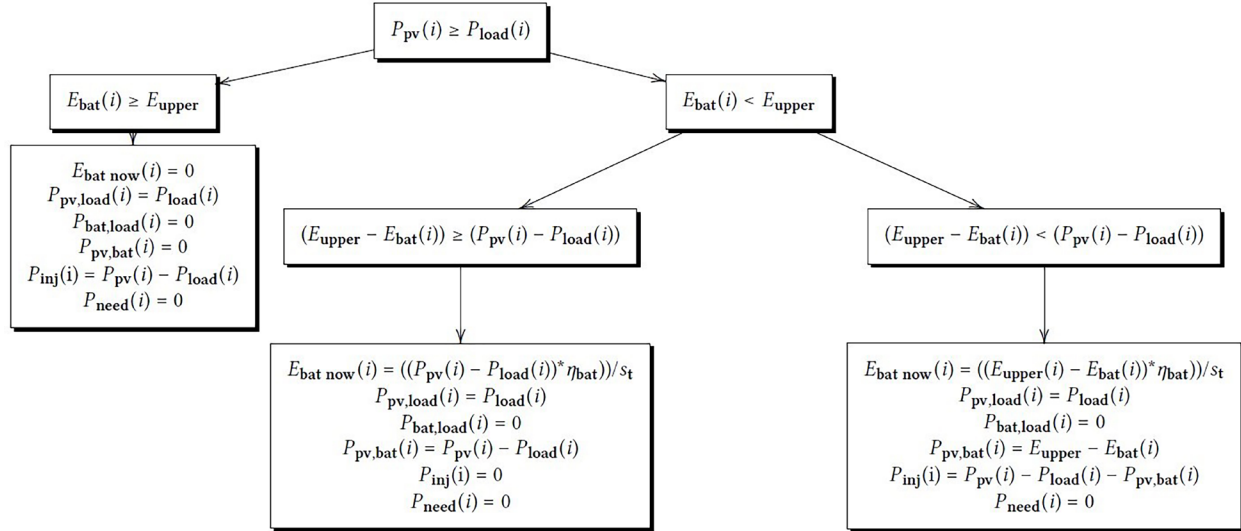 P_pv(i) ≥ P_load(i)
E_bat(i) ≥ E_upper
E_bat(i) < E_upper
E_bat now(i) = 0
P_pv,load(i) = P_load(i)
P_bat,load(i) = 0
P_pv,bat(i) = 0
P_inj(i) = P_pv(i) − P_load(i)
P_need(i) = 0
(E_upper − E_bat(i)) ≥ (P_pv(i) − P_load(i))
(E_upper − E_bat(i)) < (P_pv(i) − P_load(i))
E_bat now(i) = ((P_pv(i) − P_load(i))*η_bat))/s_t
P_pv,load(i) = P_load(i)
P_bat,load(i) = 0
P_pv,bat(i) = P_pv(i) − P_load(i)
P_inj(i) = 0
P_need(i) = 0
E_bat now(i) = ((E_upper(i) − E_bat(i))*η_bat))/s_t
P_pv,load(i) = P_load(i)
P_bat,load(i) = 0
P_pv,bat(i) = E_upper − E_bat(i)
P_inj(i) = P_pv(i) − P_load(i) − P_pv,bat(i)
P_need(i) = 0